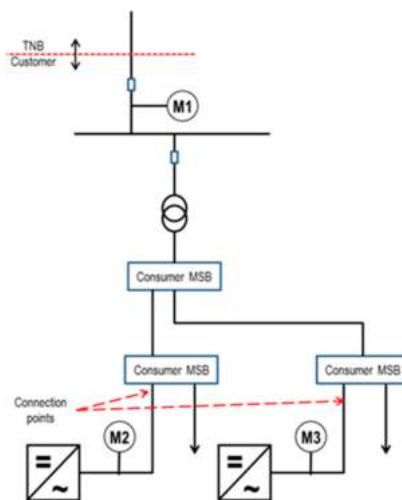 TNB
Customer
M1
Consumer MSB
Consumer MSB
Consumer MSB
Connection
points
M2
M3